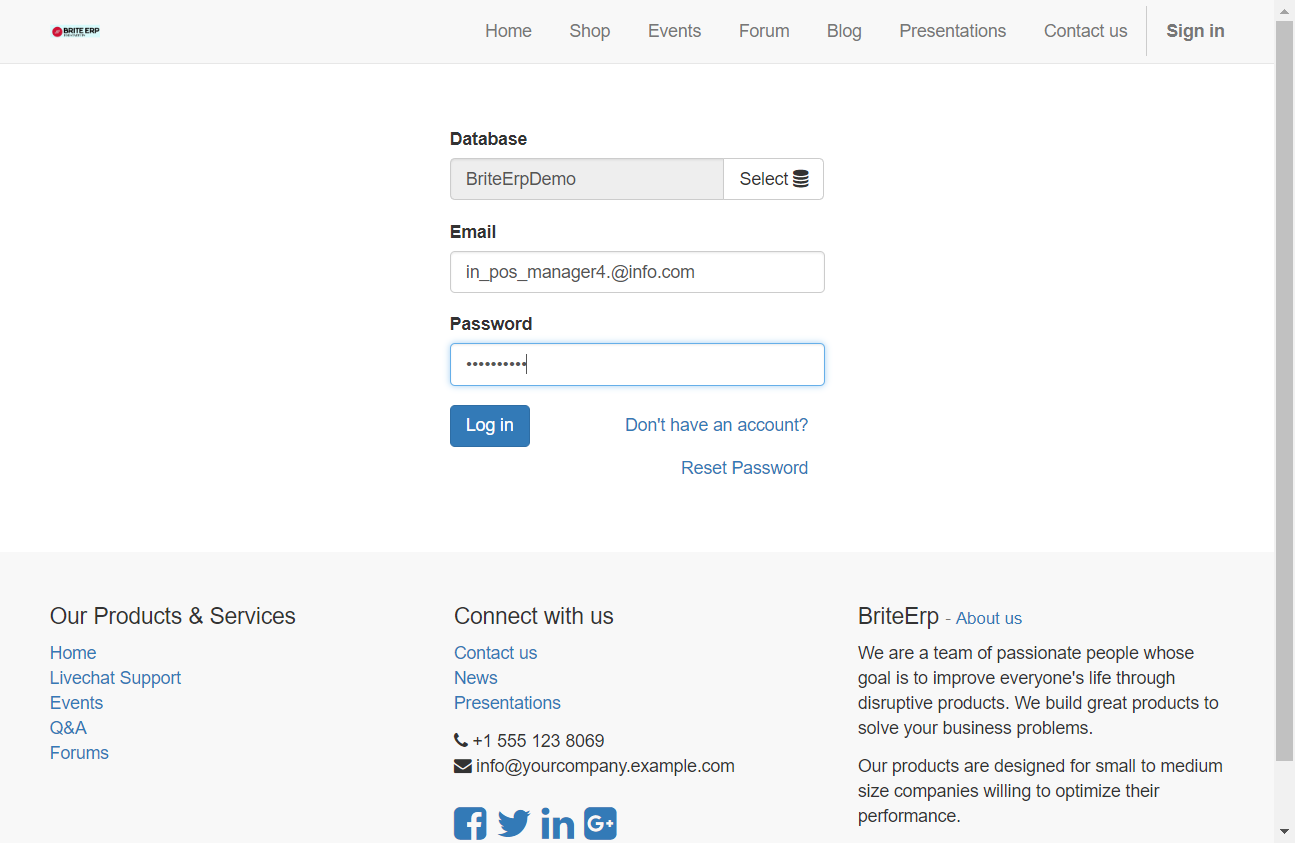 BRITE ERP
Home Shop Events Forum Blog Presentations Contact us Sign in
Database
BriteErpDemo Select
Email
in_pos_manager4.@info.com
Password
••••••••••
Log in Don't have an account?
Reset Password
Our Products & Services
Home
Livechat Support
Events
Q&A
Forums
Connect with us
Contact us
News
Presentations
+1 555 123 8069
info@yourcompany.example.com
BriteErp - About us
We are a team of passionate people whose
goal is to improve everyone's life through
disruptive products. We build great products to
solve your business problems.
Our products are designed for small to medium
size companies willing to optimize their
performance.